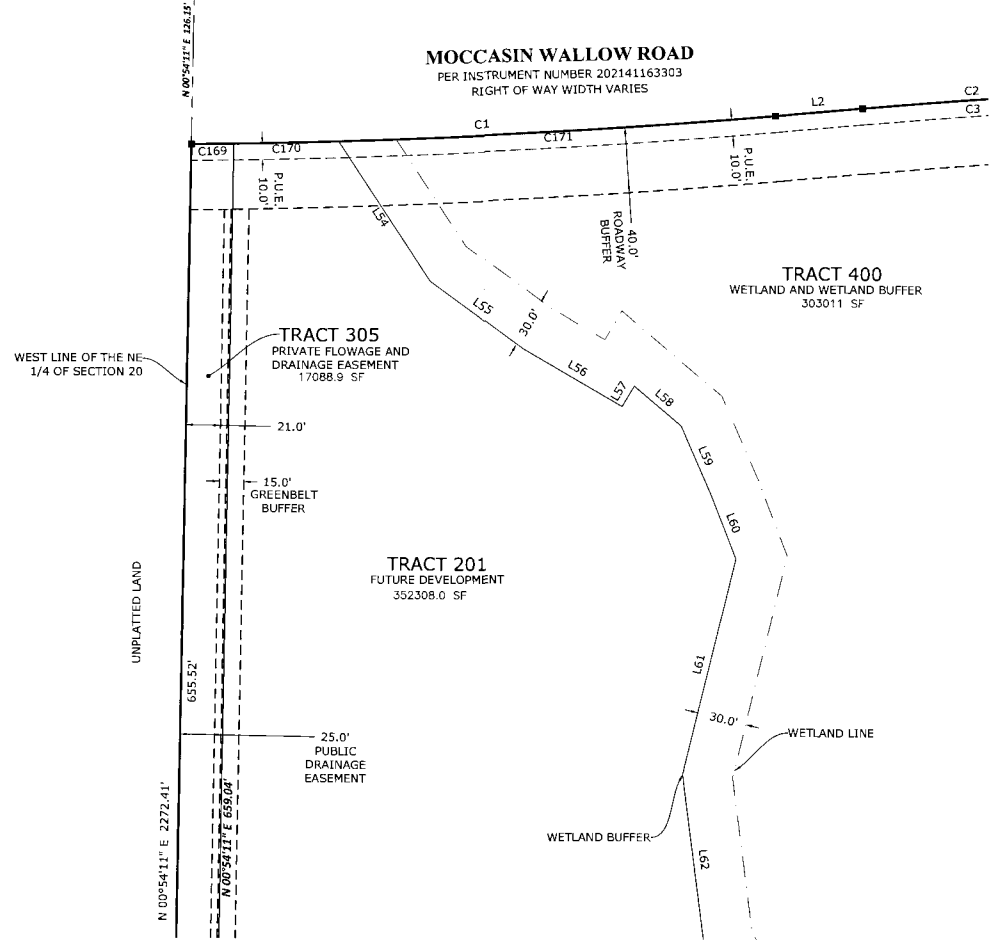 N 00°54'11" E 126.15'
MOCCASIN WALLOW ROAD
PER INSTRUMENT NUMBER 202141163303
RIGHT OF WAY WIDTH VARIES
C1
L2
C2
C3
C169
C170
C171
P.U.E.
10.0'
P.U.E.
10.0'
L54
40.0'
ROADWAY
BUFFER
TRACT 400
WETLAND AND WETLAND BUFFER
303011 SF
L55
30.0'
TRACT 305
PRIVATE FLOWAGE AND
DRAINAGE EASEMENT
17088.9 SF
WEST LINE OF THE NE
1/4 OF SECTION 20
L56
L57
L58
21.0'
L59
15.0'
GREENBELT
BUFFER
L60
TRACT 201
FUTURE DEVELOPMENT
352308.0 SF
UNPLATTED LAND
655.52'
L61
30.0'
WETLAND LINE
25.0'
PUBLIC
DRAINAGE
EASEMENT
N 00°54'11" E 2272.41'
N 00°54'11" E 659.04'
WETLAND BUFFER
L62